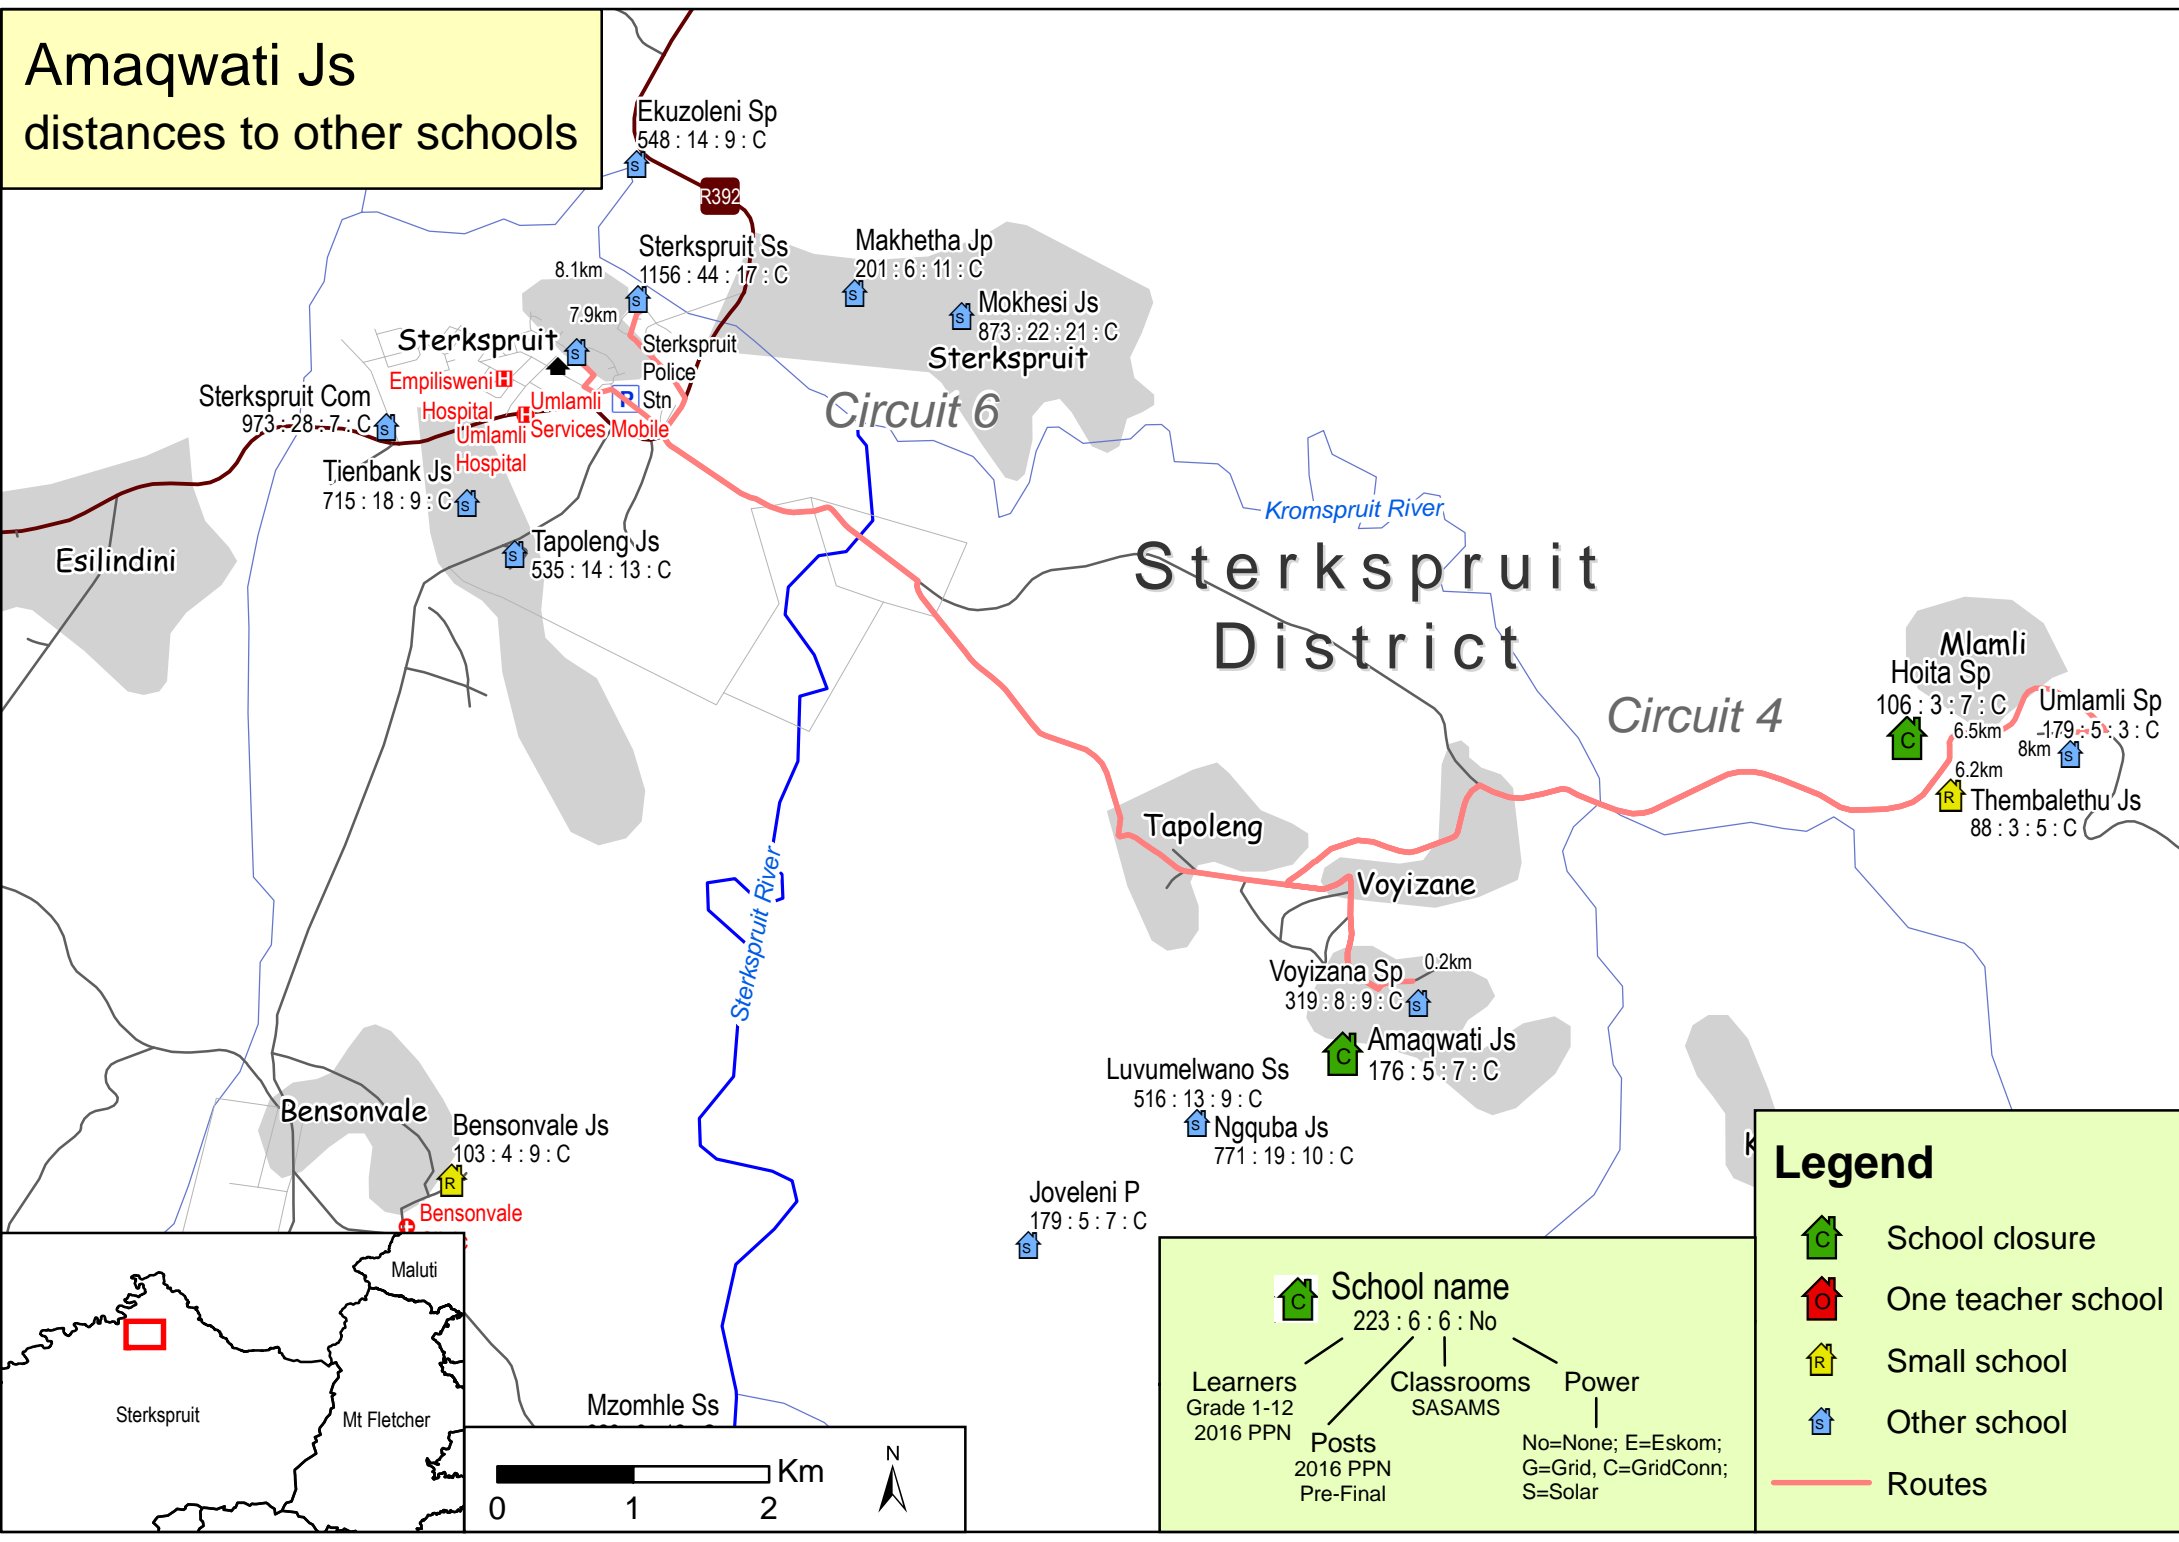 Amaqwati Js
distances to other schools
Ekuzoleni Sp
548 : 14 : 9 : C
R392
Sterkspruit Ss
1156 : 44 : 17 : C
8.1km
7.9km
Makhetha Jp
201 : 6 : 11 : C
Mokhesi Js
873 : 22 : 21 : C
Sterkspruit
Sterkspruit
Sterkspruit
Police
Stn
P
Circuit 6
Empilisweni H
Hospital
H Umlamli
Services Mobile
Umlamli
Hospital
Sterkspruit Com
973 : 28 : 7 : C
Tienbank Js
715 : 18 : 9 : C
Tapoleng Js
535 : 14 : 13 : C
Esilindini
Kromspruit River
Sterkspruit
District
Circuit 4
Mlamli
Hoita Sp
106 : 3 : 7 : C
6.5km
Umlamli Sp
179 : 5 : 3 : C
8km
6.2km
Thembalethu Js
88 : 3 : 5 : C
Tapoleng
Voyizane
Sterkspruit River
Voyizana Sp
319 : 8 : 9 : C
0.2km
Amaqwati Js
176 : 5 : 7 : C
Luvumelwano Ss
516 : 13 : 9 : C
Ngquba Js
771 : 19 : 10 : C
Joveleni P
179 : 5 : 7 : C
Bensonvale
Bensonvale Js
103 : 4 : 9 : C
Bensonvale
Mzomhle Ss
Maluti
Sterkspruit
Mt Fletcher
Km
0 1 2
N
C School name
223 : 6 : 6 : No
Learners
Grade 1-12
2016 PPN
Posts
2016 PPN
Pre-Final
Classrooms
SASAMS
Power
No=None; E=Eskom;
G=Grid, C=GridConn;
S=Solar
Legend
C School closure
O One teacher school
R Small school
S Other school
Routes